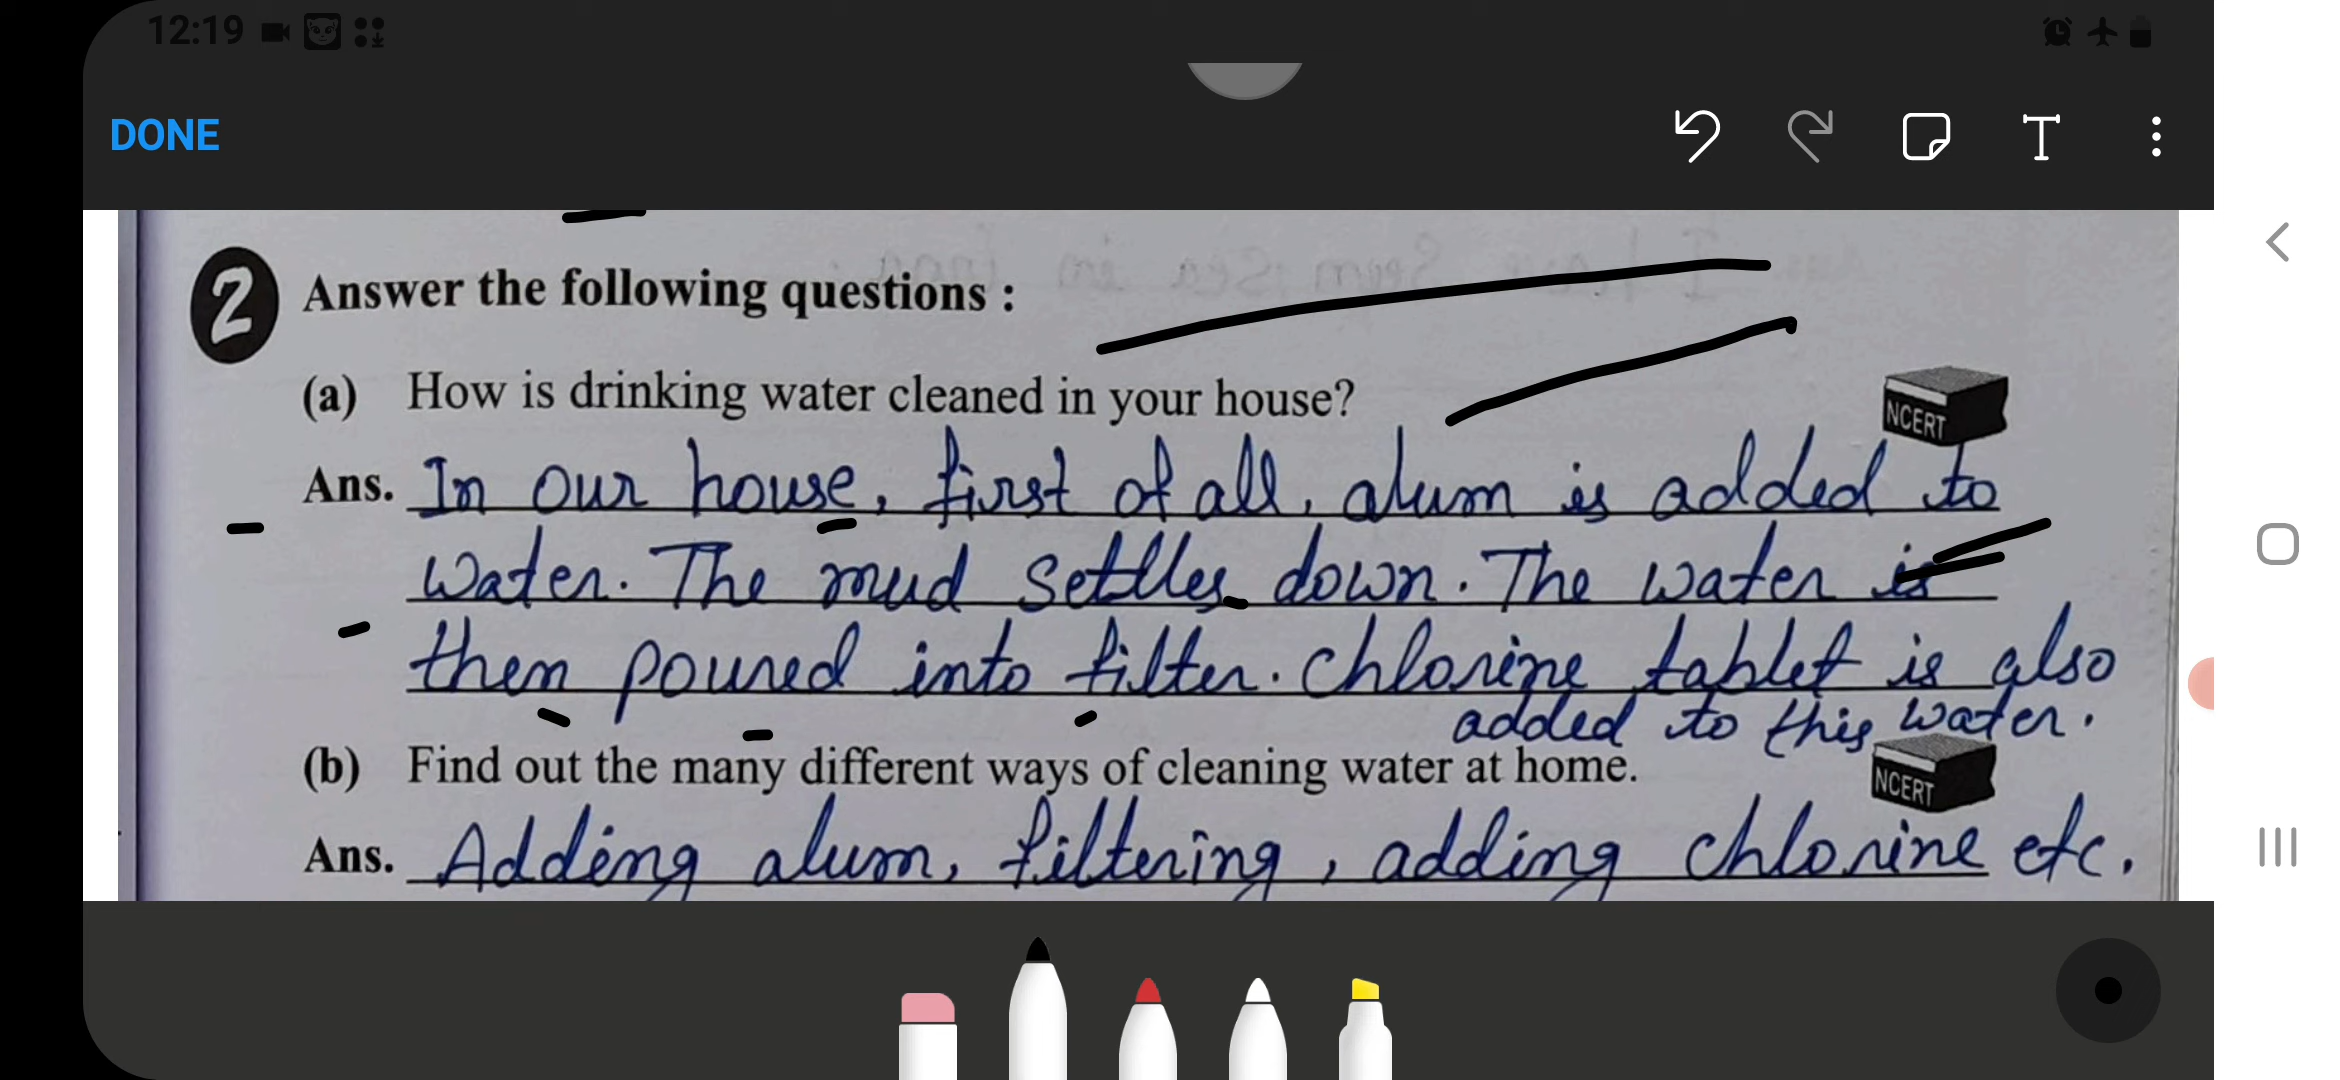 12:19
DONE
T
2 Answer the following questions :
(a) How is drinking water cleaned in your house?
NCERT
Ans. In our house, first of all, alum is added to
water. The mud settles down. The water is
then poured into filter. Chlorine tablet is also
added to this water.
(b) Find out the many different ways of cleaning water at home.
NCERT
Ans. Adding alum, filtering, adding chlorine etc.